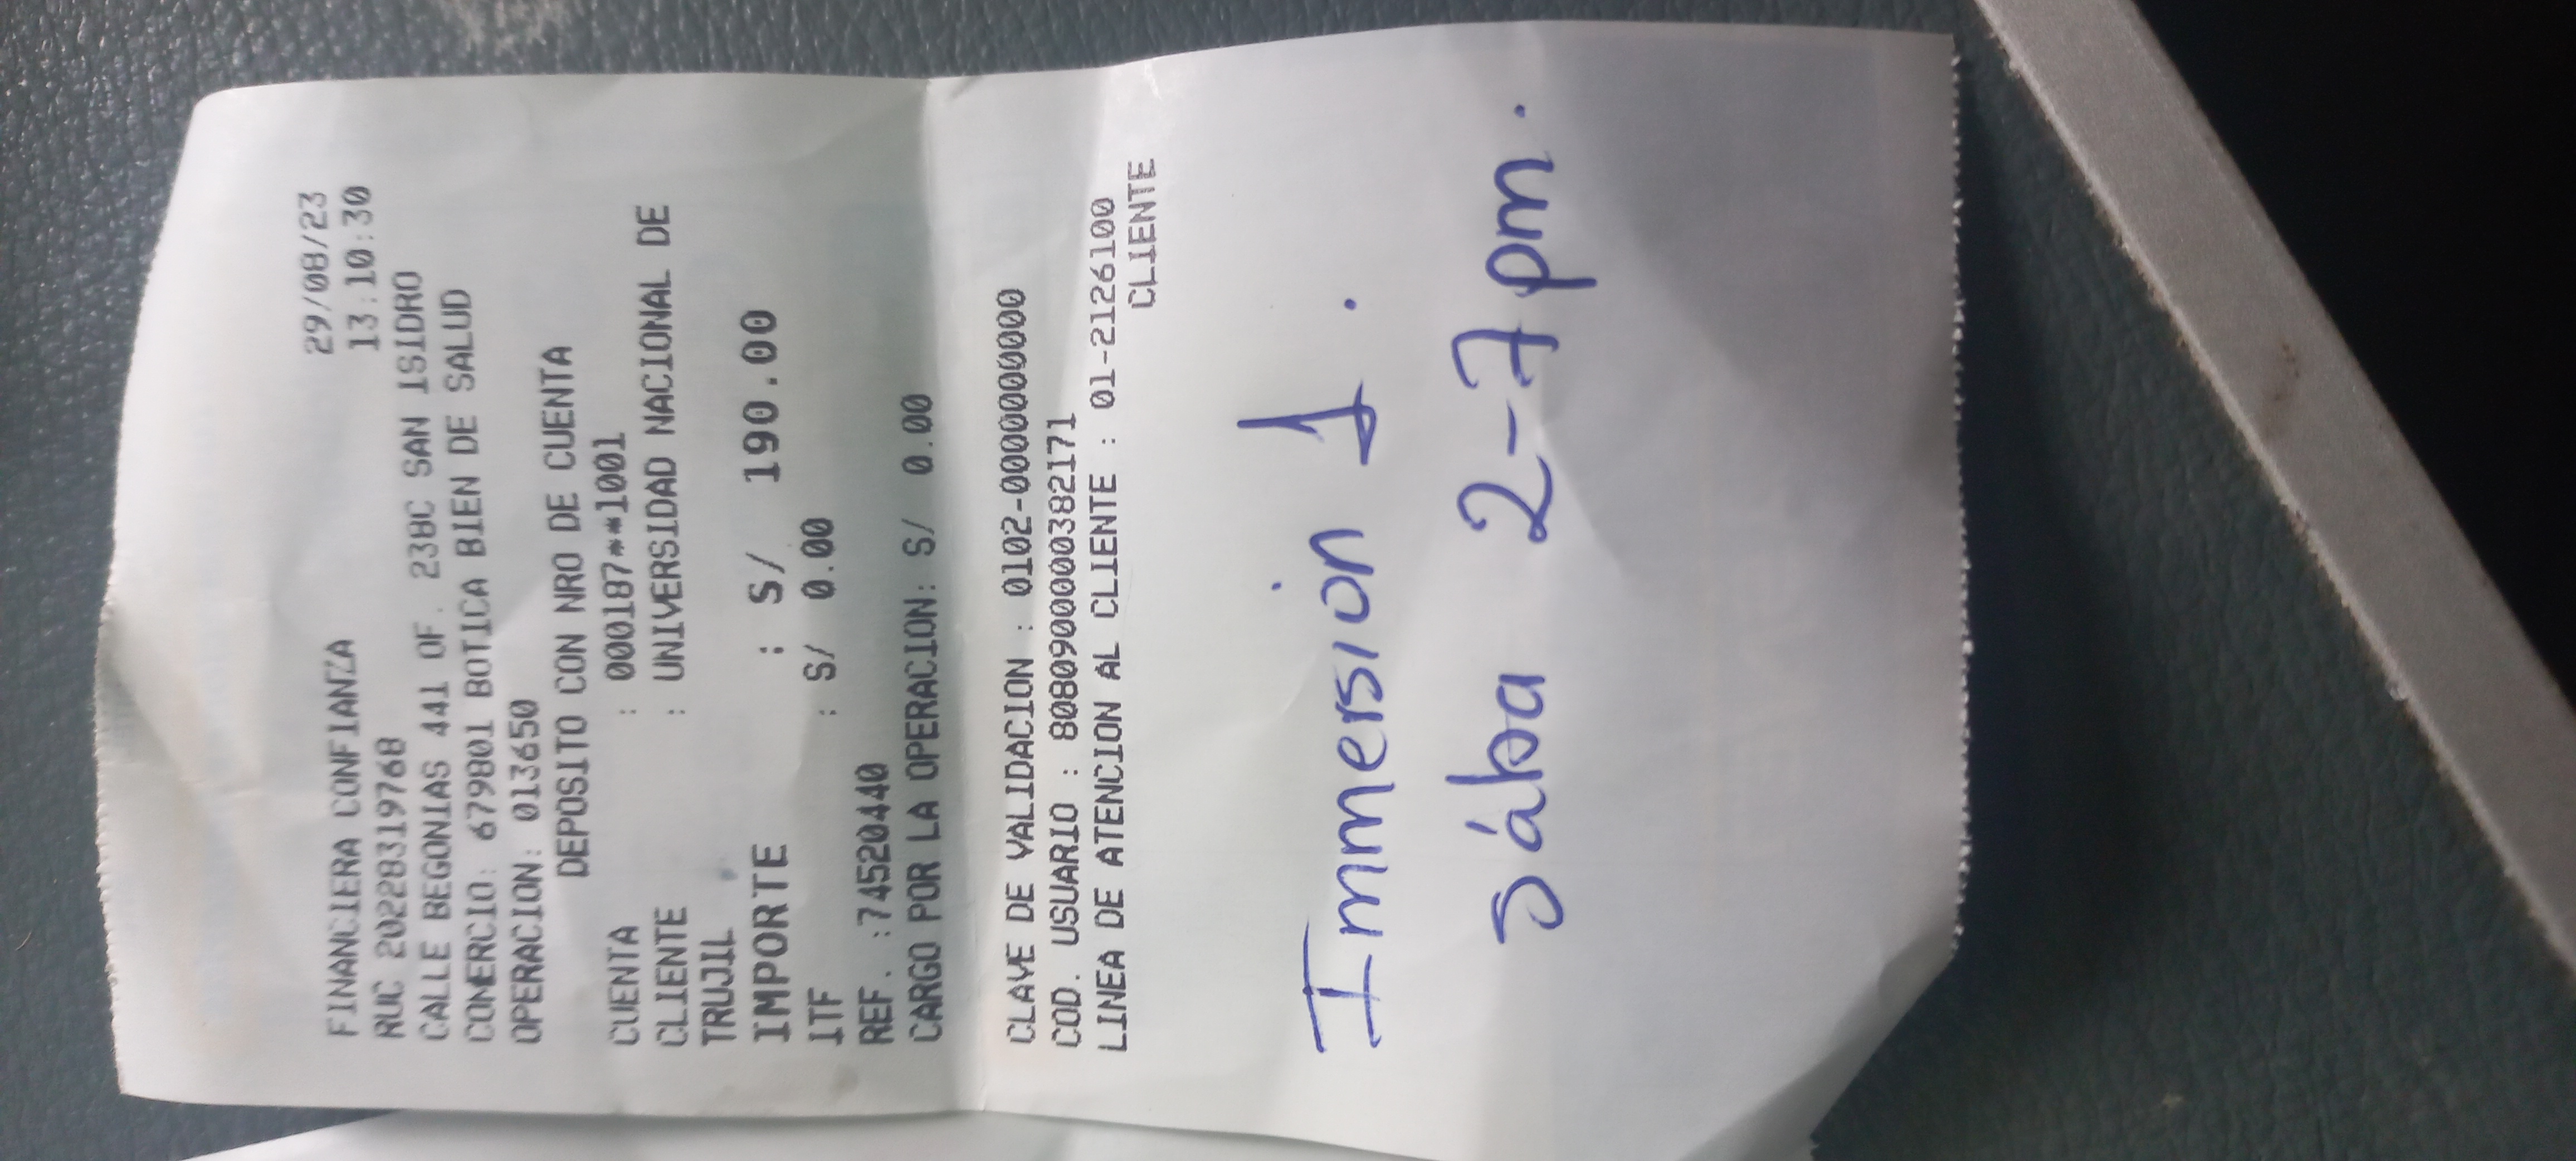 29/08/23
FINANCIERA CONFIANZA 13:10:30
RUC 20228319768
CALLE BEGONIAS 441 OF. 238C SAN ISIDRO
COMERCIO: 679801 BOTICA BIEN DE SALUD
OPERACION: 013650
DEPOSITO CON NRO DE CUENTA
CUENTA : 000187**1001
CLIENTE : UNIVERSIDAD NACIONAL DE
TRUJIL
IMPORTE : S/ 190.00
ITF : S/ 0.00
REF. :74520440
CARGO POR LA OPERACION: S/ 0.00
CLAVE DE VALIDACION : 0102-00000000000
COD. USUARIO : 8080900000382171
LINEA DE ATENCION AL CLIENTE : 01-2126100
CLIENTE
Inmersion 1.
sába 2-7pm.